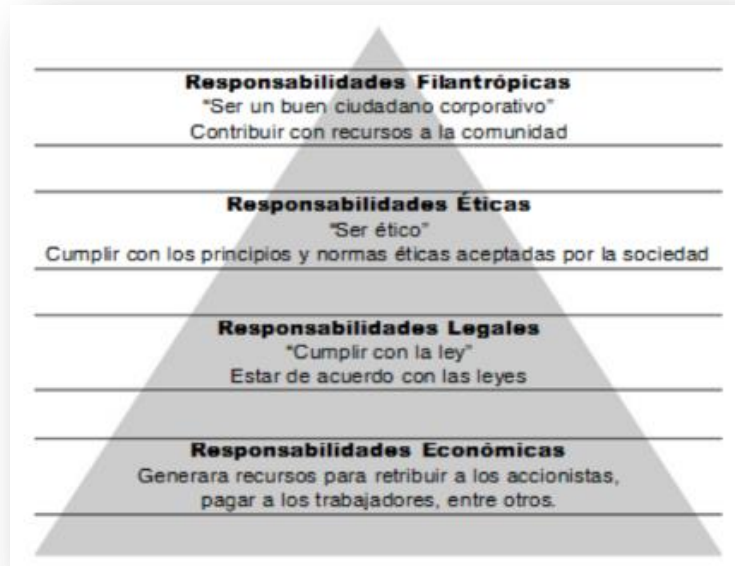 Responsabilidades Filantrópicas
“Ser un buen ciudadano corporativo”
Contribuir con recursos a la comunidad
Responsabilidades Éticas
“Ser ético”
Cumplir con los principios y normas éticas aceptadas por la sociedad
Responsabilidades Legales
“Cumplir con la ley”
Estar de acuerdo con las leyes
Responsabilidades Económicas
Generara recursos para retribuir a los accionistas,
pagar a los trabajadores, entre otros.